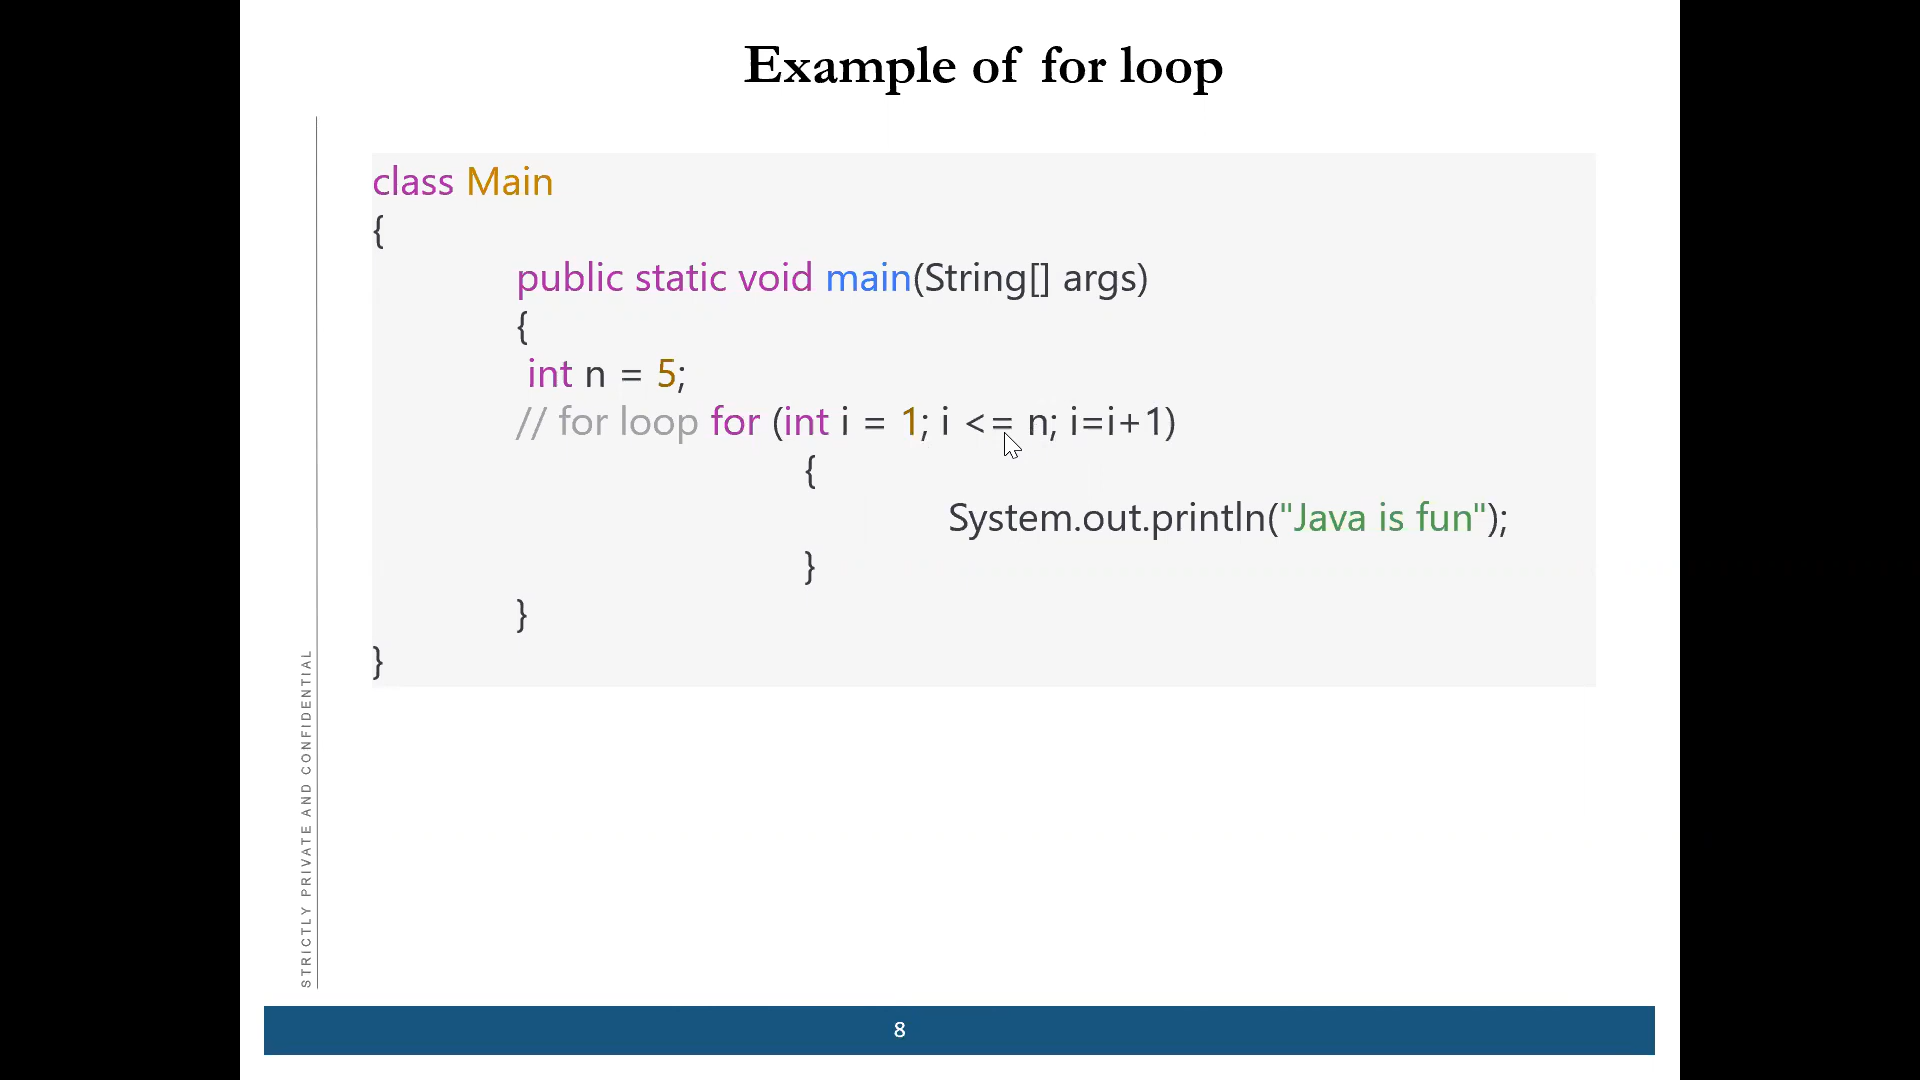 Example of for loop
class Main
{
public static void main(String[] args)
{
int n = 5;
// for loop for (int i = 1; i <= n; i=i+1)
{
System.out.println("Java is fun");
}
}
}
STRICTLY PRIVATE AND CONFIDENTIAL
8